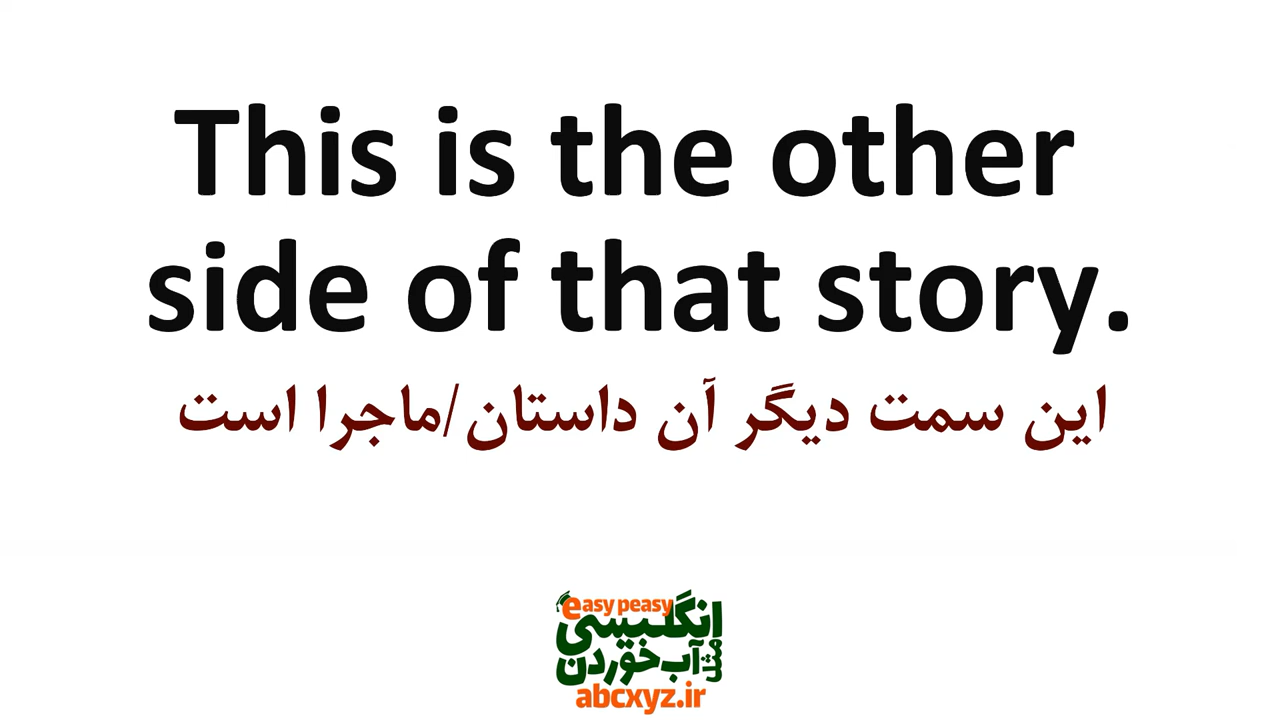 This is the other
side of that story.
این سمت دیگر آن داستان/ماجرا است
easy peasy
انگلیسی
مثل آب خوردن
abcxyz.ir